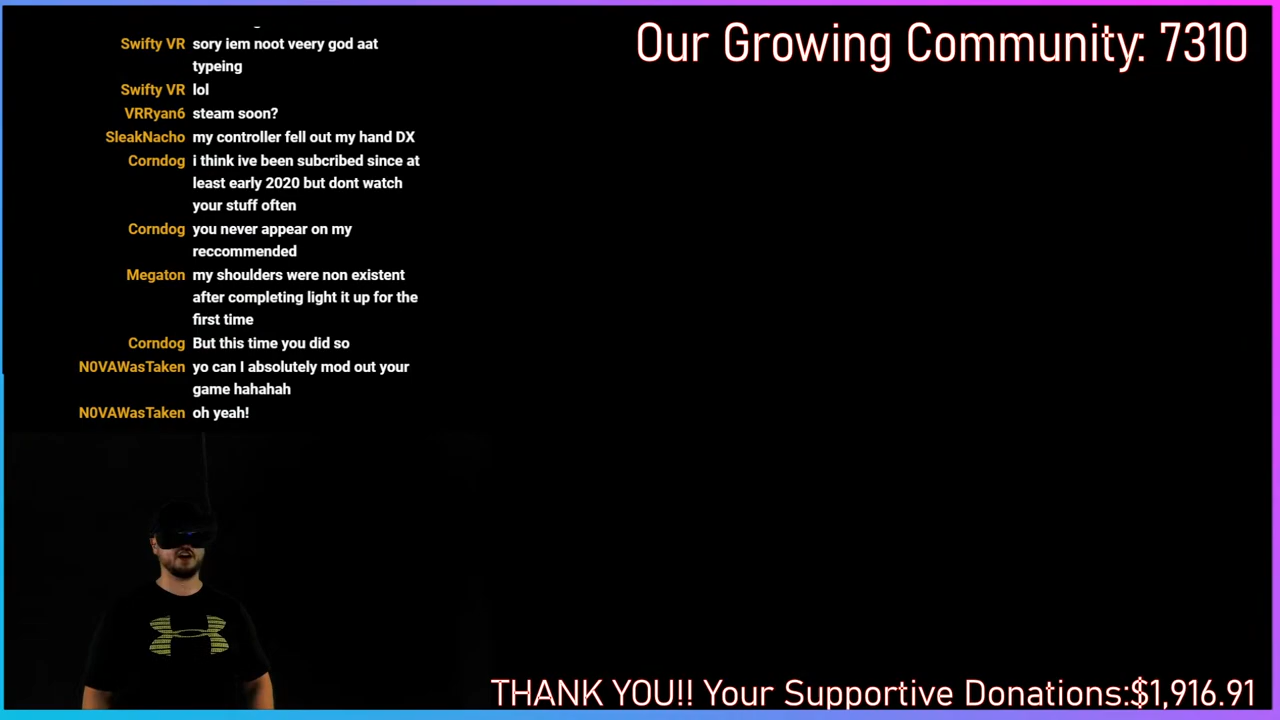 Our Growing Community: 7310
Swifty VR sory iem noot veery god aat
typeing
Swifty VR lol
VRRyan6 steam soon?
SleakNacho my controller fell out my hand DX
Corndog i think ive been subcribed since at
least early 2020 but dont watch
your stuff often
Corndog you never appear on my
reccommended
Megaton my shoulders were non existent
after completing light it up for the
first time
Corndog But this time you did so
N0VAWasTaken yo can I absolutely mod out your
game hahahah
N0VAWasTaken oh yeah!
THANK YOU!! Your Supportive Donations:$1,916.91